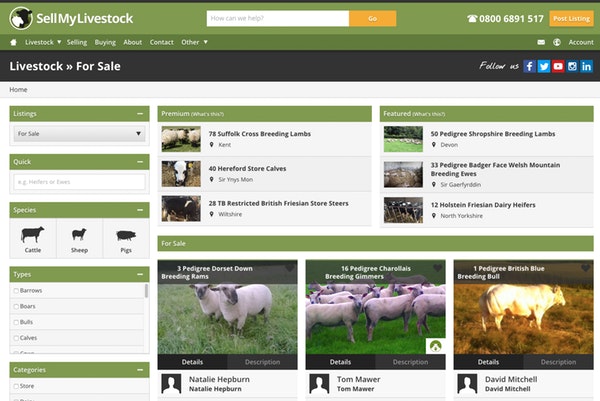 SellMyLivestock
How can we help?
Go
0800 6891 517
Post Listing
Livestock
Selling
Buying
About
Contact
Other
Account
Livestock » For Sale
Follow us
Home
Listings
For Sale
Quick
e.g. Heifers or Ewes
Species
Cattle
Sheep
Pigs
Types
Barrows
Boars
Bulls
Calves
Categories
Store
Premium (What's this?)
78 Suffolk Cross Breeding Lambs
Kent
40 Hereford Store Calves
Sir Ynys Mon
28 TB Restricted British Friesian Store Steers
Wiltshire
Featured (What's this?)
50 Pedigree Shropshire Breeding Lambs
Devon
33 Pedigree Badger Face Welsh Mountain
Breeding Ewes
Sir Gaerfyrddin
12 Holstein Friesian Dairy Heifers
North Yorkshire
For Sale
3 Pedigree Dorset Down
Breeding Rams
Details
Description
Natalie Hepburn
Natalie Hepburn
16 Pedigree Charollais
Breeding Gimmers
Details
Description
Tom Mawer
Tom Mawer
1 Pedigree British Blue
Breeding Bull
Details
Description
David Mitchell
David Mitchell